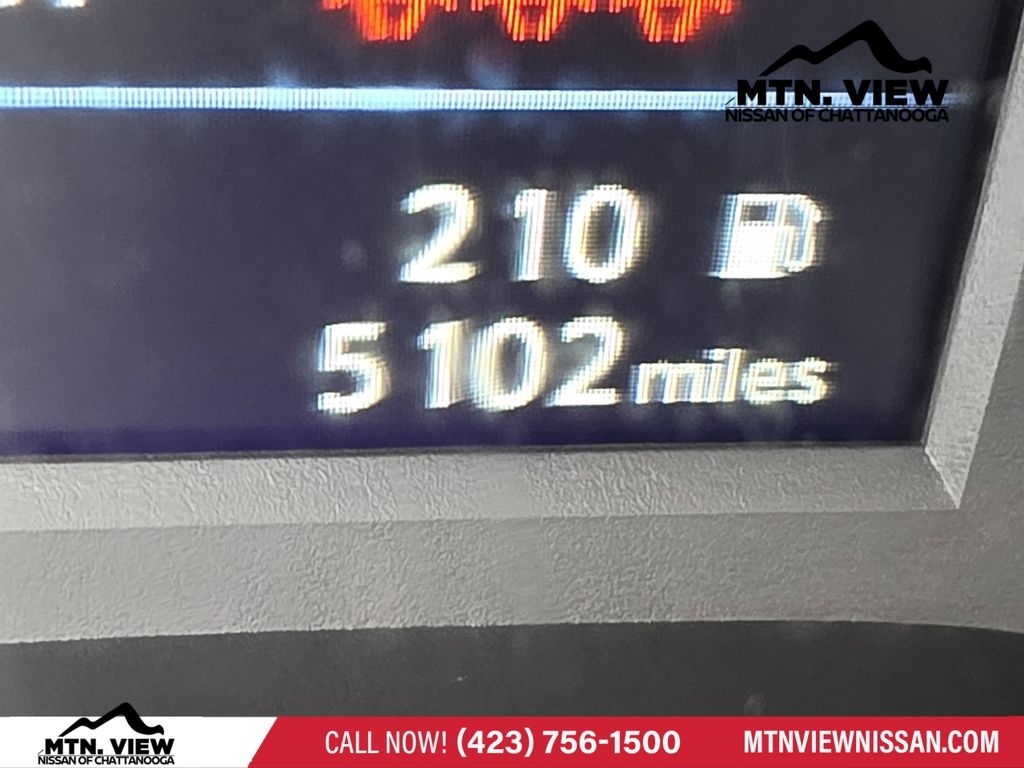 MTN. VIEW
NISSAN OF CHATTANOOGA
210
5102 miles
MTN. VIEW
NISSAN OF CHATTANOOGA
CALL NOW! (423) 756-1500
MTNVIEWNISSAN.COM